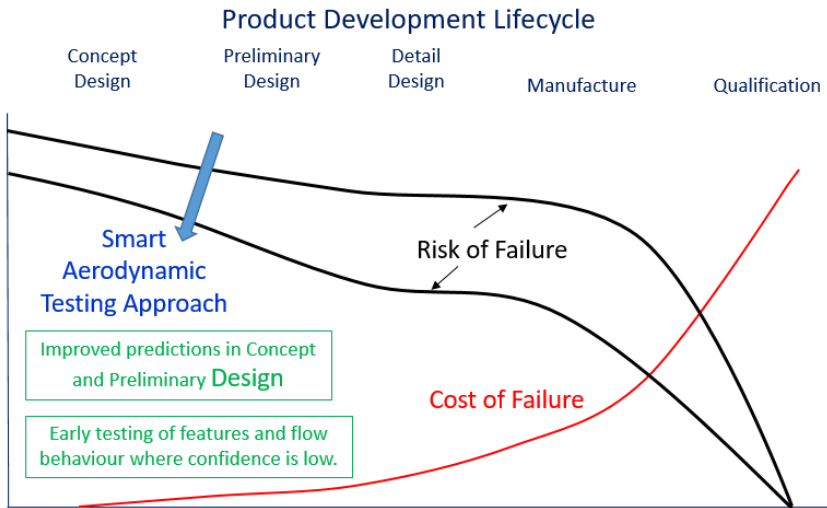 Product Development Lifecycle
Concept
Design
Preliminary
Design
Detail
Design
Manufacture
Qualification
Smart
Aerodynamic
Testing Approach
Risk of Failure
Improved predictions in Concept
and Preliminary Design
Cost of Failure
Early testing of features and flow
behaviour where confidence is low.